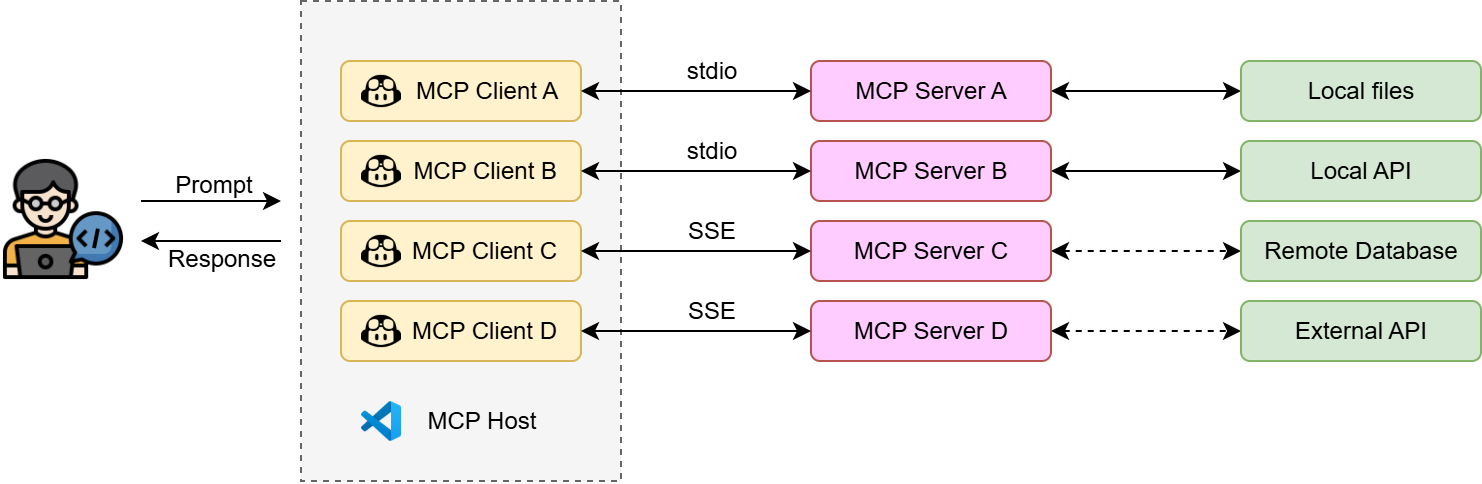 Prompt
Response
MCP Client A
stdio
MCP Server A
Local files
MCP Client B
stdio
MCP Server B
Local API
MCP Client C
SSE
MCP Server C
Remote Database
MCP Client D
SSE
MCP Server D
External API
MCP Host